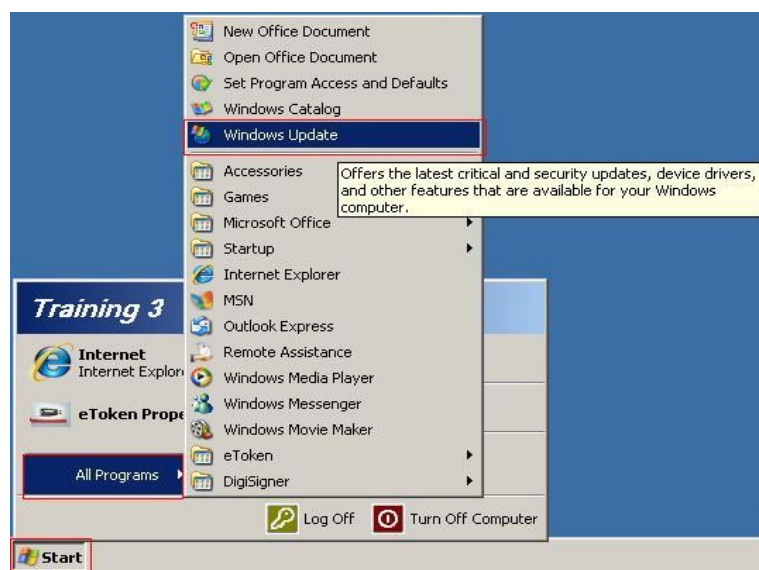 New Office Document
Open Office Document
Set Program Access and Defaults
Windows Catalog
Windows Update
Accessories
Offers the latest critical and security updates, device drivers,
and other features that are available for your Windows
computer.
Games
Microsoft Office
Startup
Internet Explorer
MSN
Outlook Express
Remote Assistance
Windows Media Player
Windows Messenger
Windows Movie Maker
eToken
DigiSigner
Training 3
Internet
Internet Explor
eToken Prope
All Programs
Log Off
Turn Off Computer
Start